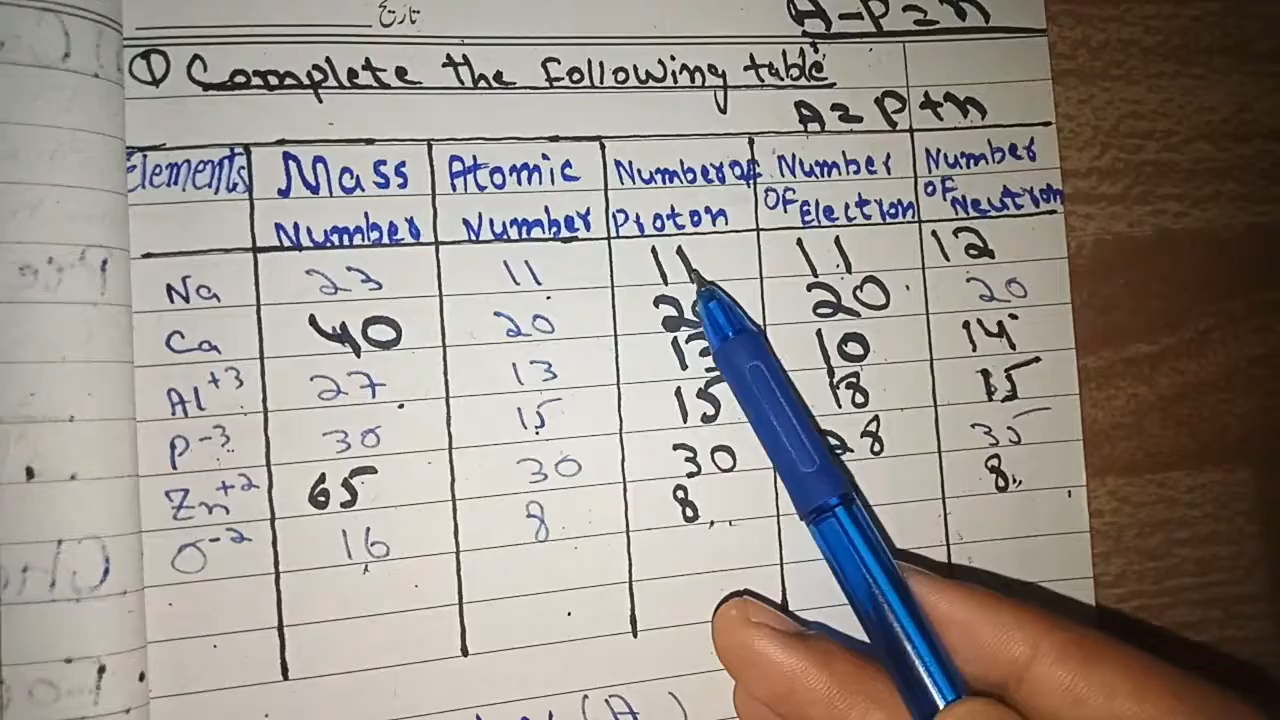 تاریخ
A-P=n
① Complete the Following table
A=P+n
Elements Mass Number Atomic Number Number of Proton Number Of Electron Number of Neutron
Na 23 11 11 11 12
Ca 40 20 20 20 20
Al+3 27 13 13 10 14
P-3 30 15 15 18 15
Zn+2 65 30 30 28 35
O-2 16 8 8 8
(A)